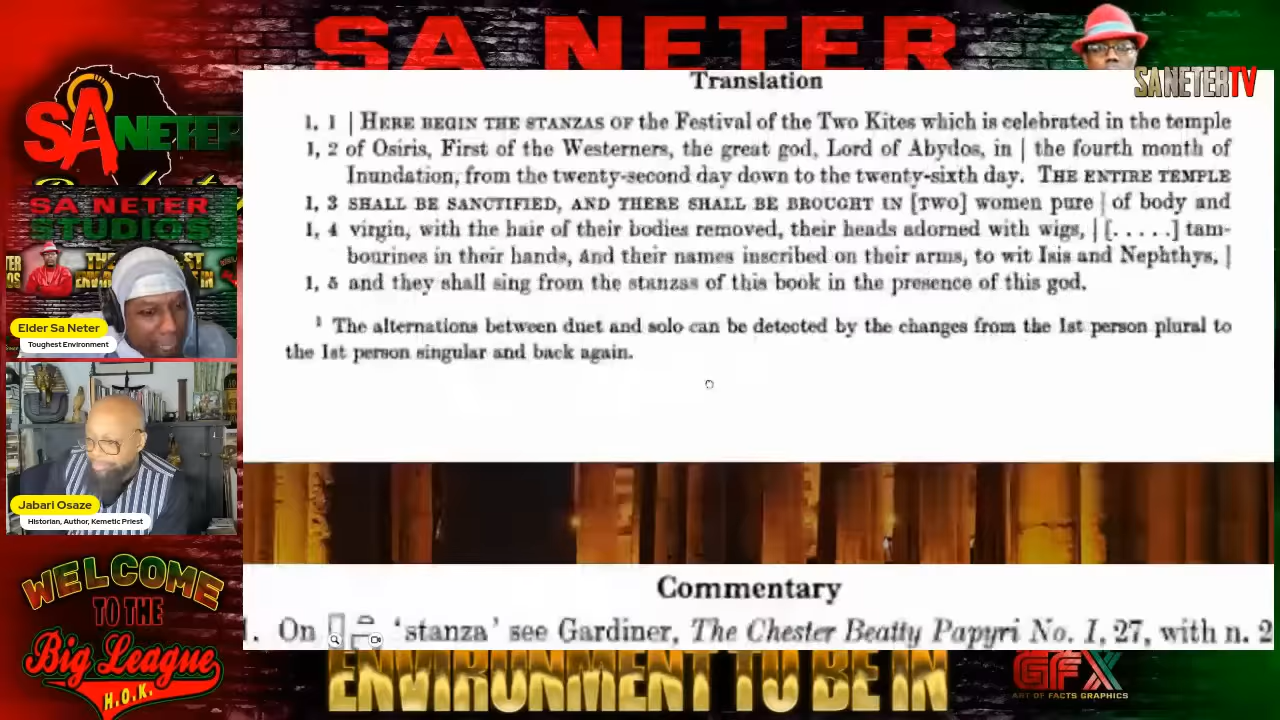 SA NETER
SANETERTV
SANETER
SA NETER
STUDIOS
Elder Sa Neter
Toughest Environment
Jabari Osaze
Historian, Author, Kemetic Priest
WELCOME
TO THE
Big League
H.O.K.
Translation
1, 1 | HERE BEGIN THE STANZAS OF the Festival of the Two Kites which is celebrated in the temple
1, 2 of Osiris, First of the Westerners, the great god, Lord of Abydos, in | the fourth month of
Inundation, from the twenty-second day down to the twenty-sixth day. THE ENTIRE TEMPLE
1, 3 SHALL BE SANCTIFIED, AND THERE SHALL BE BROUGHT IN [TWO] women pure | of body and
1, 4 virgin, with the hair of their bodies removed, their heads adorned with wigs, | [.....] tam-
bourines in their hands, and their names inscribed on their arms, to wit Isis and Nephthys, |
1, 5 and they shall sing from the stanzas of this book in the presence of this god.
¹ The alternations between duet and solo can be detected by the changes from the 1st person plural to
the 1st person singular and back again.
Commentary
1. On 'stanza' see Gardiner, The Chester Beatty Papyri No. I, 27, with n. 2
ENVIRONMENT TO BE IN
GFX
ART OF FACTS GRAPHICS